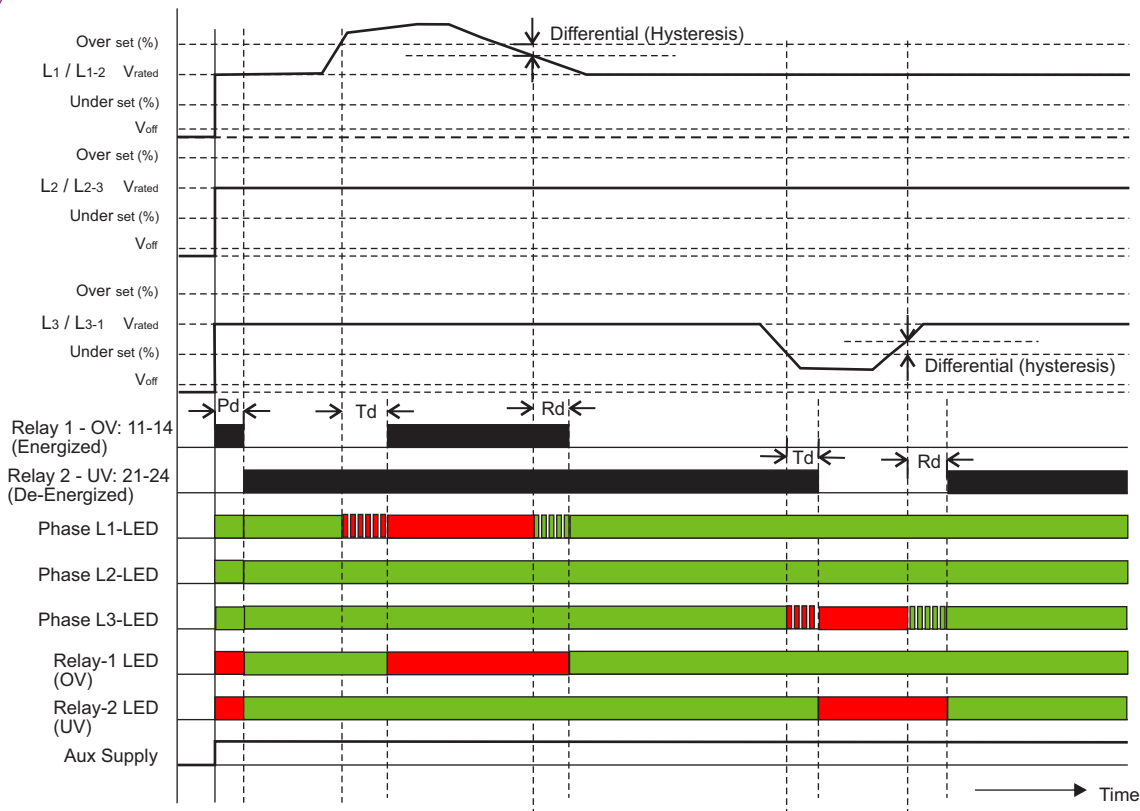 Over set (%)
Differential (Hysteresis)
L1 / L1-2 Vrated
Under set (%)
Voff
Over set (%)
L2 / L2-3 Vrated
Under set (%)
Voff
Over set (%)
L3 / L3-1 Vrated
Under set (%)
Differential (hysteresis)
Voff
Pd
Td
Rd
Relay 1 - OV: 11-14
(Energized)
Td
Rd
Relay 2 - UV: 21-24
(De-Energized)
Phase L1-LED
Phase L2-LED
Phase L3-LED
Relay-1 LED
(OV)
Relay-2 LED
(UV)
Aux Supply
Time